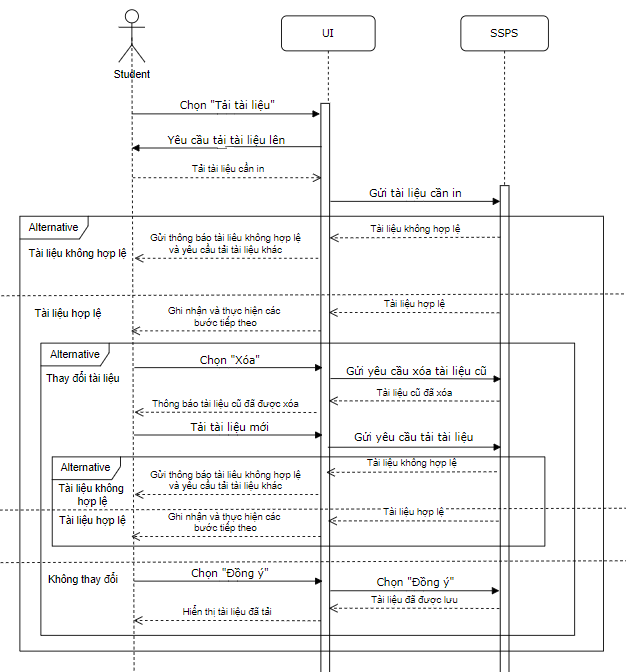 UI
SSPS
Student
Chọn "Tải tài liệu"
Yêu cầu tải tài liệu lên
Tải tài liệu cần in
Gửi tài liệu cần in
Alternative
Tài liệu không hợp lệ
Gửi thông báo tài liệu không hợp lệ
và yêu cầu tải tài liệu khác
Tài liệu không hợp lệ
Tài liệu hợp lệ
Tài liệu hợp lệ
Ghi nhận và thực hiện các
bước tiếp theo
Alternative
Chọn "Xóa"
Thay đổi tài liệu
Gửi yêu cầu xóa tài liệu cũ
Tài liệu cũ đã xóa
Thông báo tài liệu cũ đã được xóa
Tải tài liệu mới
Gửi yêu cầu tải tài liệu
Alternative
Tài liệu không hợp lệ
Gửi thông báo tài liệu không hợp lệ
và yêu cầu tải tài liệu khác
Tài liệu không
hợp lệ
Tài liệu hợp lệ
Tài liệu hợp lệ
Ghi nhận và thực hiện các
bước tiếp theo
Không thay đổi
Chọn "Đồng ý"
Chọn "Đồng ý"
Tài liệu đã được lưu
Hiển thị tài liệu đã tải